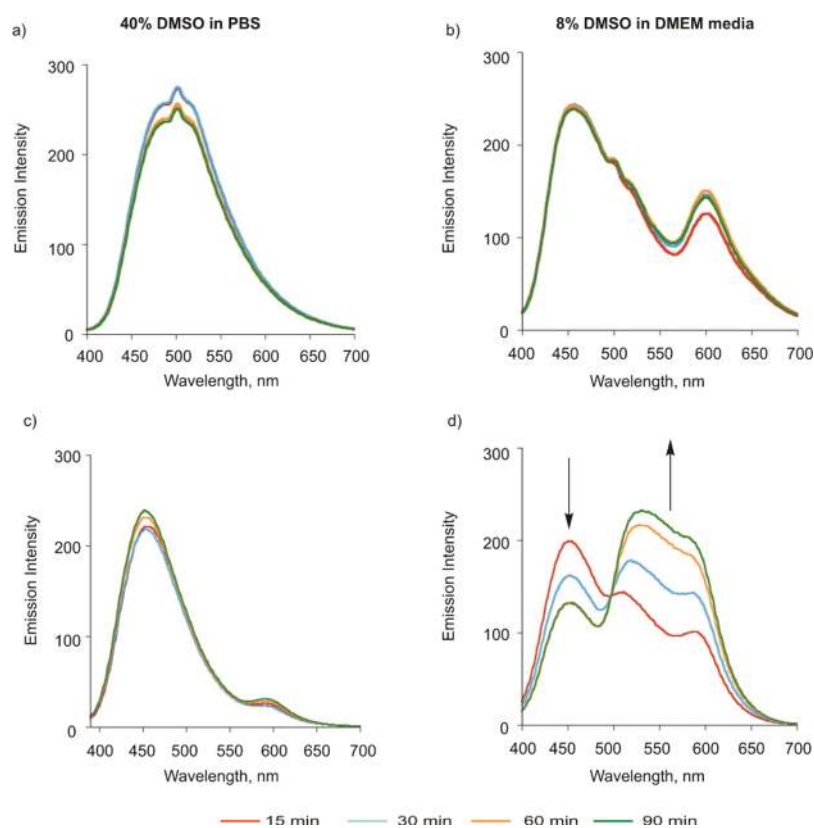 40% DMSO in PBS
8% DMSO in DMEM media
a)
300
200
100
0
400 450 500 550 600 650 700
Emission Intensity
Wavelength, nm
b)
300
200
100
0
400 450 500 550 600 650 700
Emission Intensity
Wavelength, nm
c)
300
200
100
0
400 450 500 550 600 650 700
Emission Intensity
Wavelength, nm
d)
300
200
100
0
400 450 500 550 600 650 700
Emission Intensity
Wavelength, nm
15 min 30 min 60 min 90 min